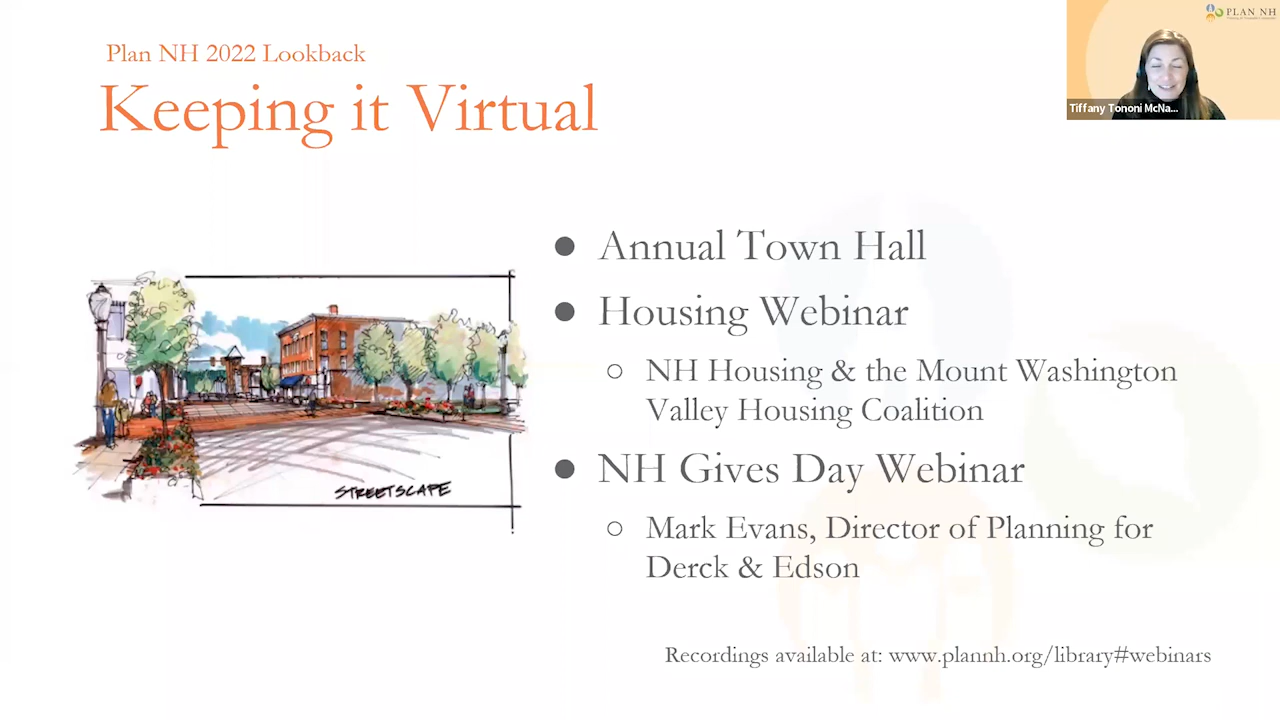 Plan NH 2022 Lookback
Keeping it Virtual
PLAN NH
Tiffany Tononi McNa...
● Annual Town Hall
● Housing Webinar
○ NH Housing & the Mount Washington
Valley Housing Coalition
● NH Gives Day Webinar
○ Mark Evans, Director of Planning for
Derck & Edson
STREETSCAPE
Recordings available at: www.plannh.org/library#webinars